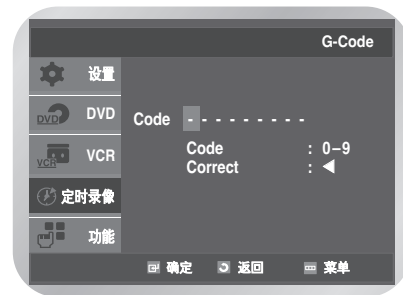 G-Code
设置
DVD DVD
Code - - - - - - - -
VCR VCR
Code : 0–9
Correct : ◀
定时录像
功能
确定 返回 菜单